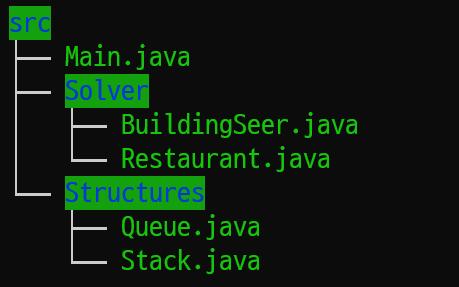 src
Main.java
Solver
BuildingSeer.java
Restaurant.java
Structures
Queue.java
Stack.java